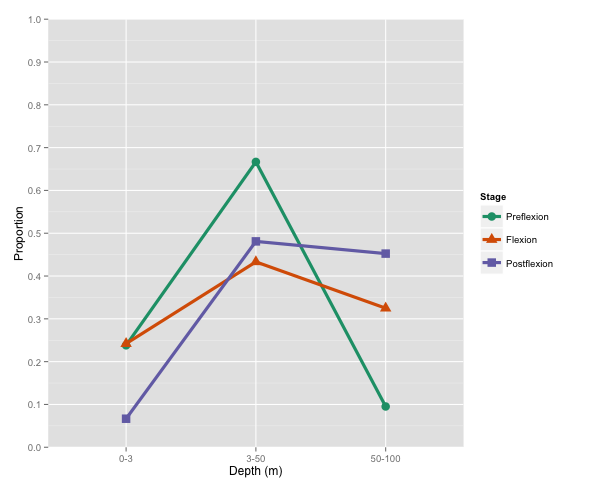 1.0
0.9
0.8
0.7
0.6
0.5
0.4
0.3
0.2
0.1
0.0
Proportion
0-3 3-50 50-100
Depth (m)
Stage
Preflexion
Flexion
Postflexion